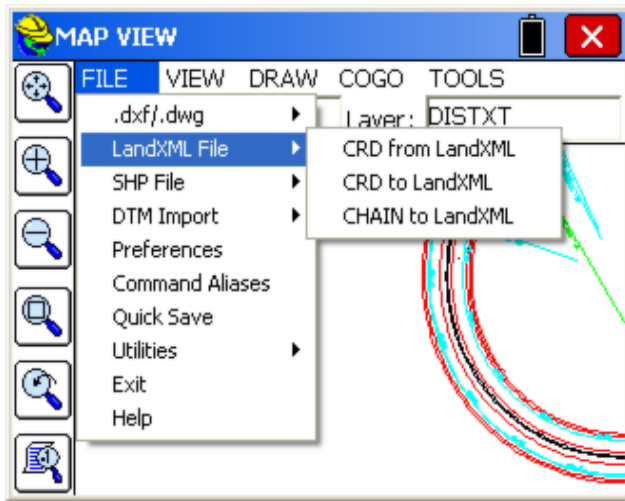 MAP VIEW
FILE VIEW DRAW COGO TOOLS
.dxf/.dwg Layer: DISTXT
LandXML File CRD from LandXML
SHP File CRD to LandXML
DTM Import CHAIN to LandXML
Preferences
Command Aliases
Quick Save
Utilities
Exit
Help